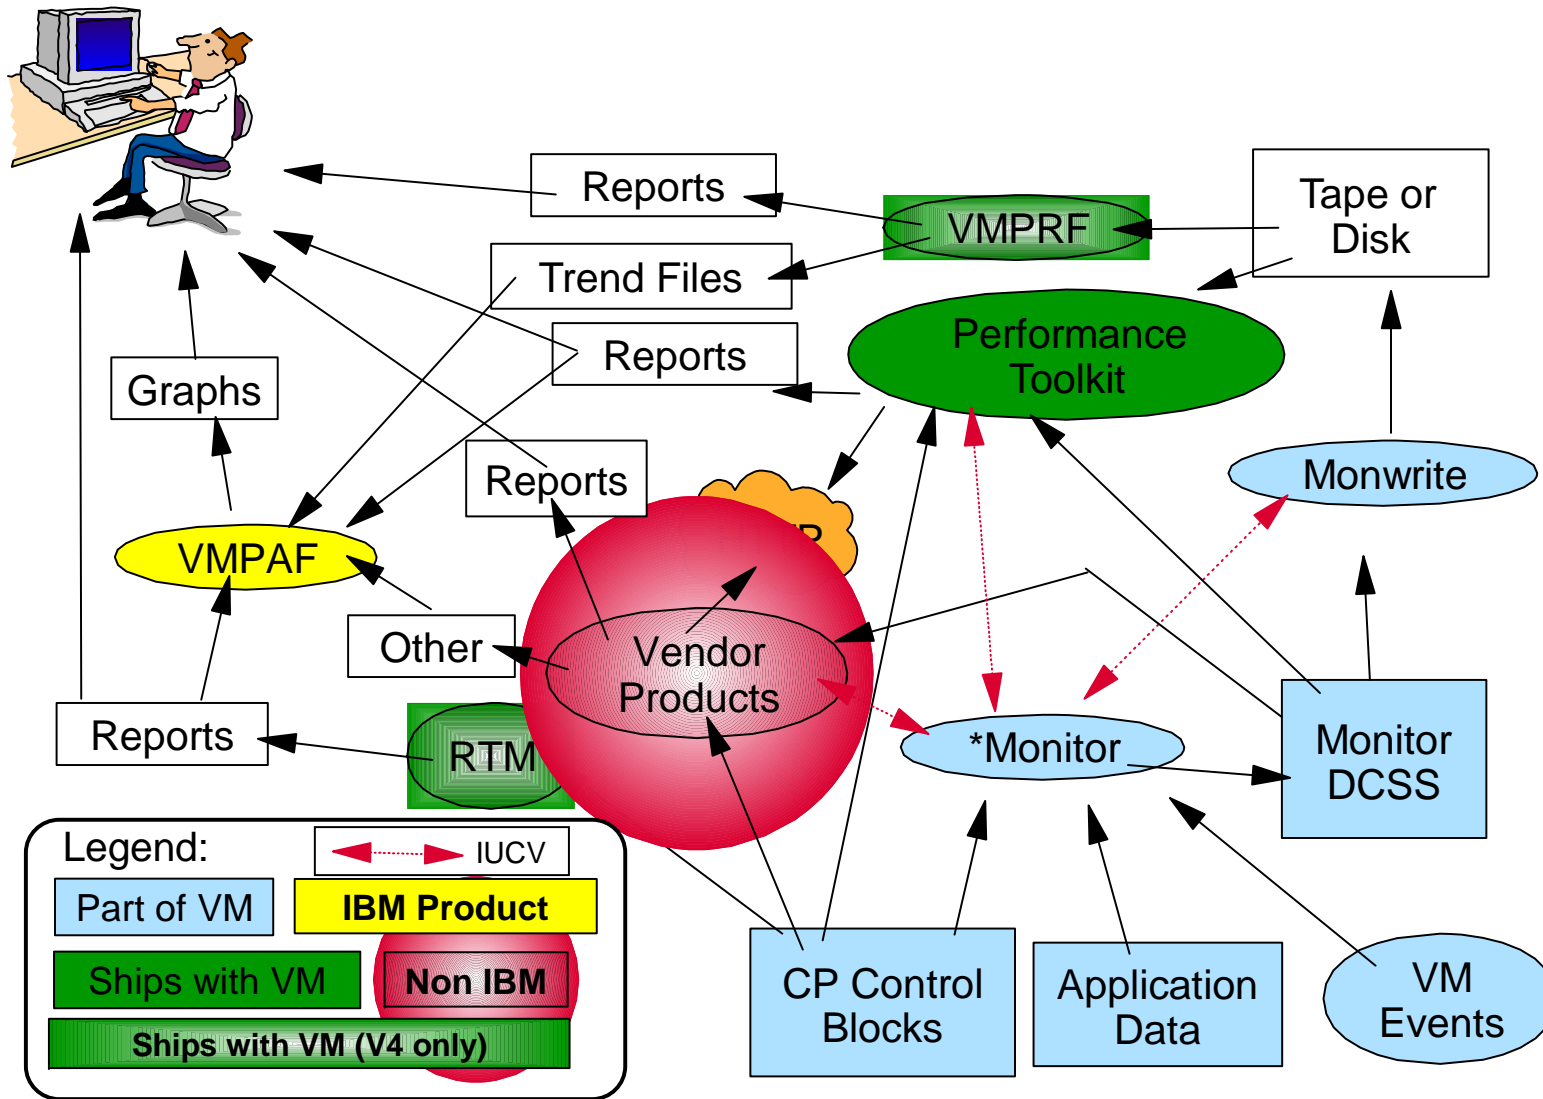 Reports
VMPRF
Tape or
Disk
Trend Files
Performance
Toolkit
Reports
Graphs
Reports
Monwrite
VMPAF
Other
Vendor
Products
Reports
RTM
*Monitor
Monitor
DCSS
Legend:
IUCV
Part of VM
IBM Product
Ships with VM
Non IBM
Ships with VM (V4 only)
CP Control
Blocks
Application
Data
VM
Events